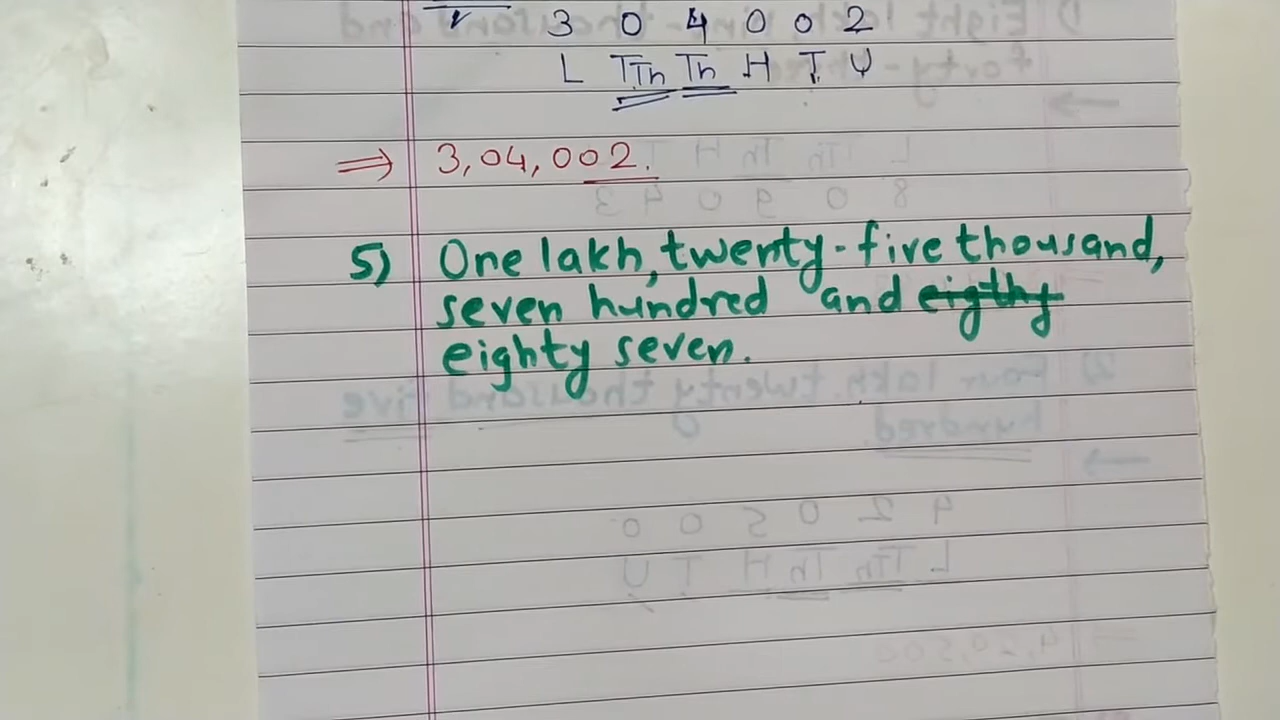 3 0 4 0 0 2
L TTh Th H T U
⇒ 3,04,002.
5) One lakh, twenty-five thousand,
seven hundred and eigthy
eighty seven.